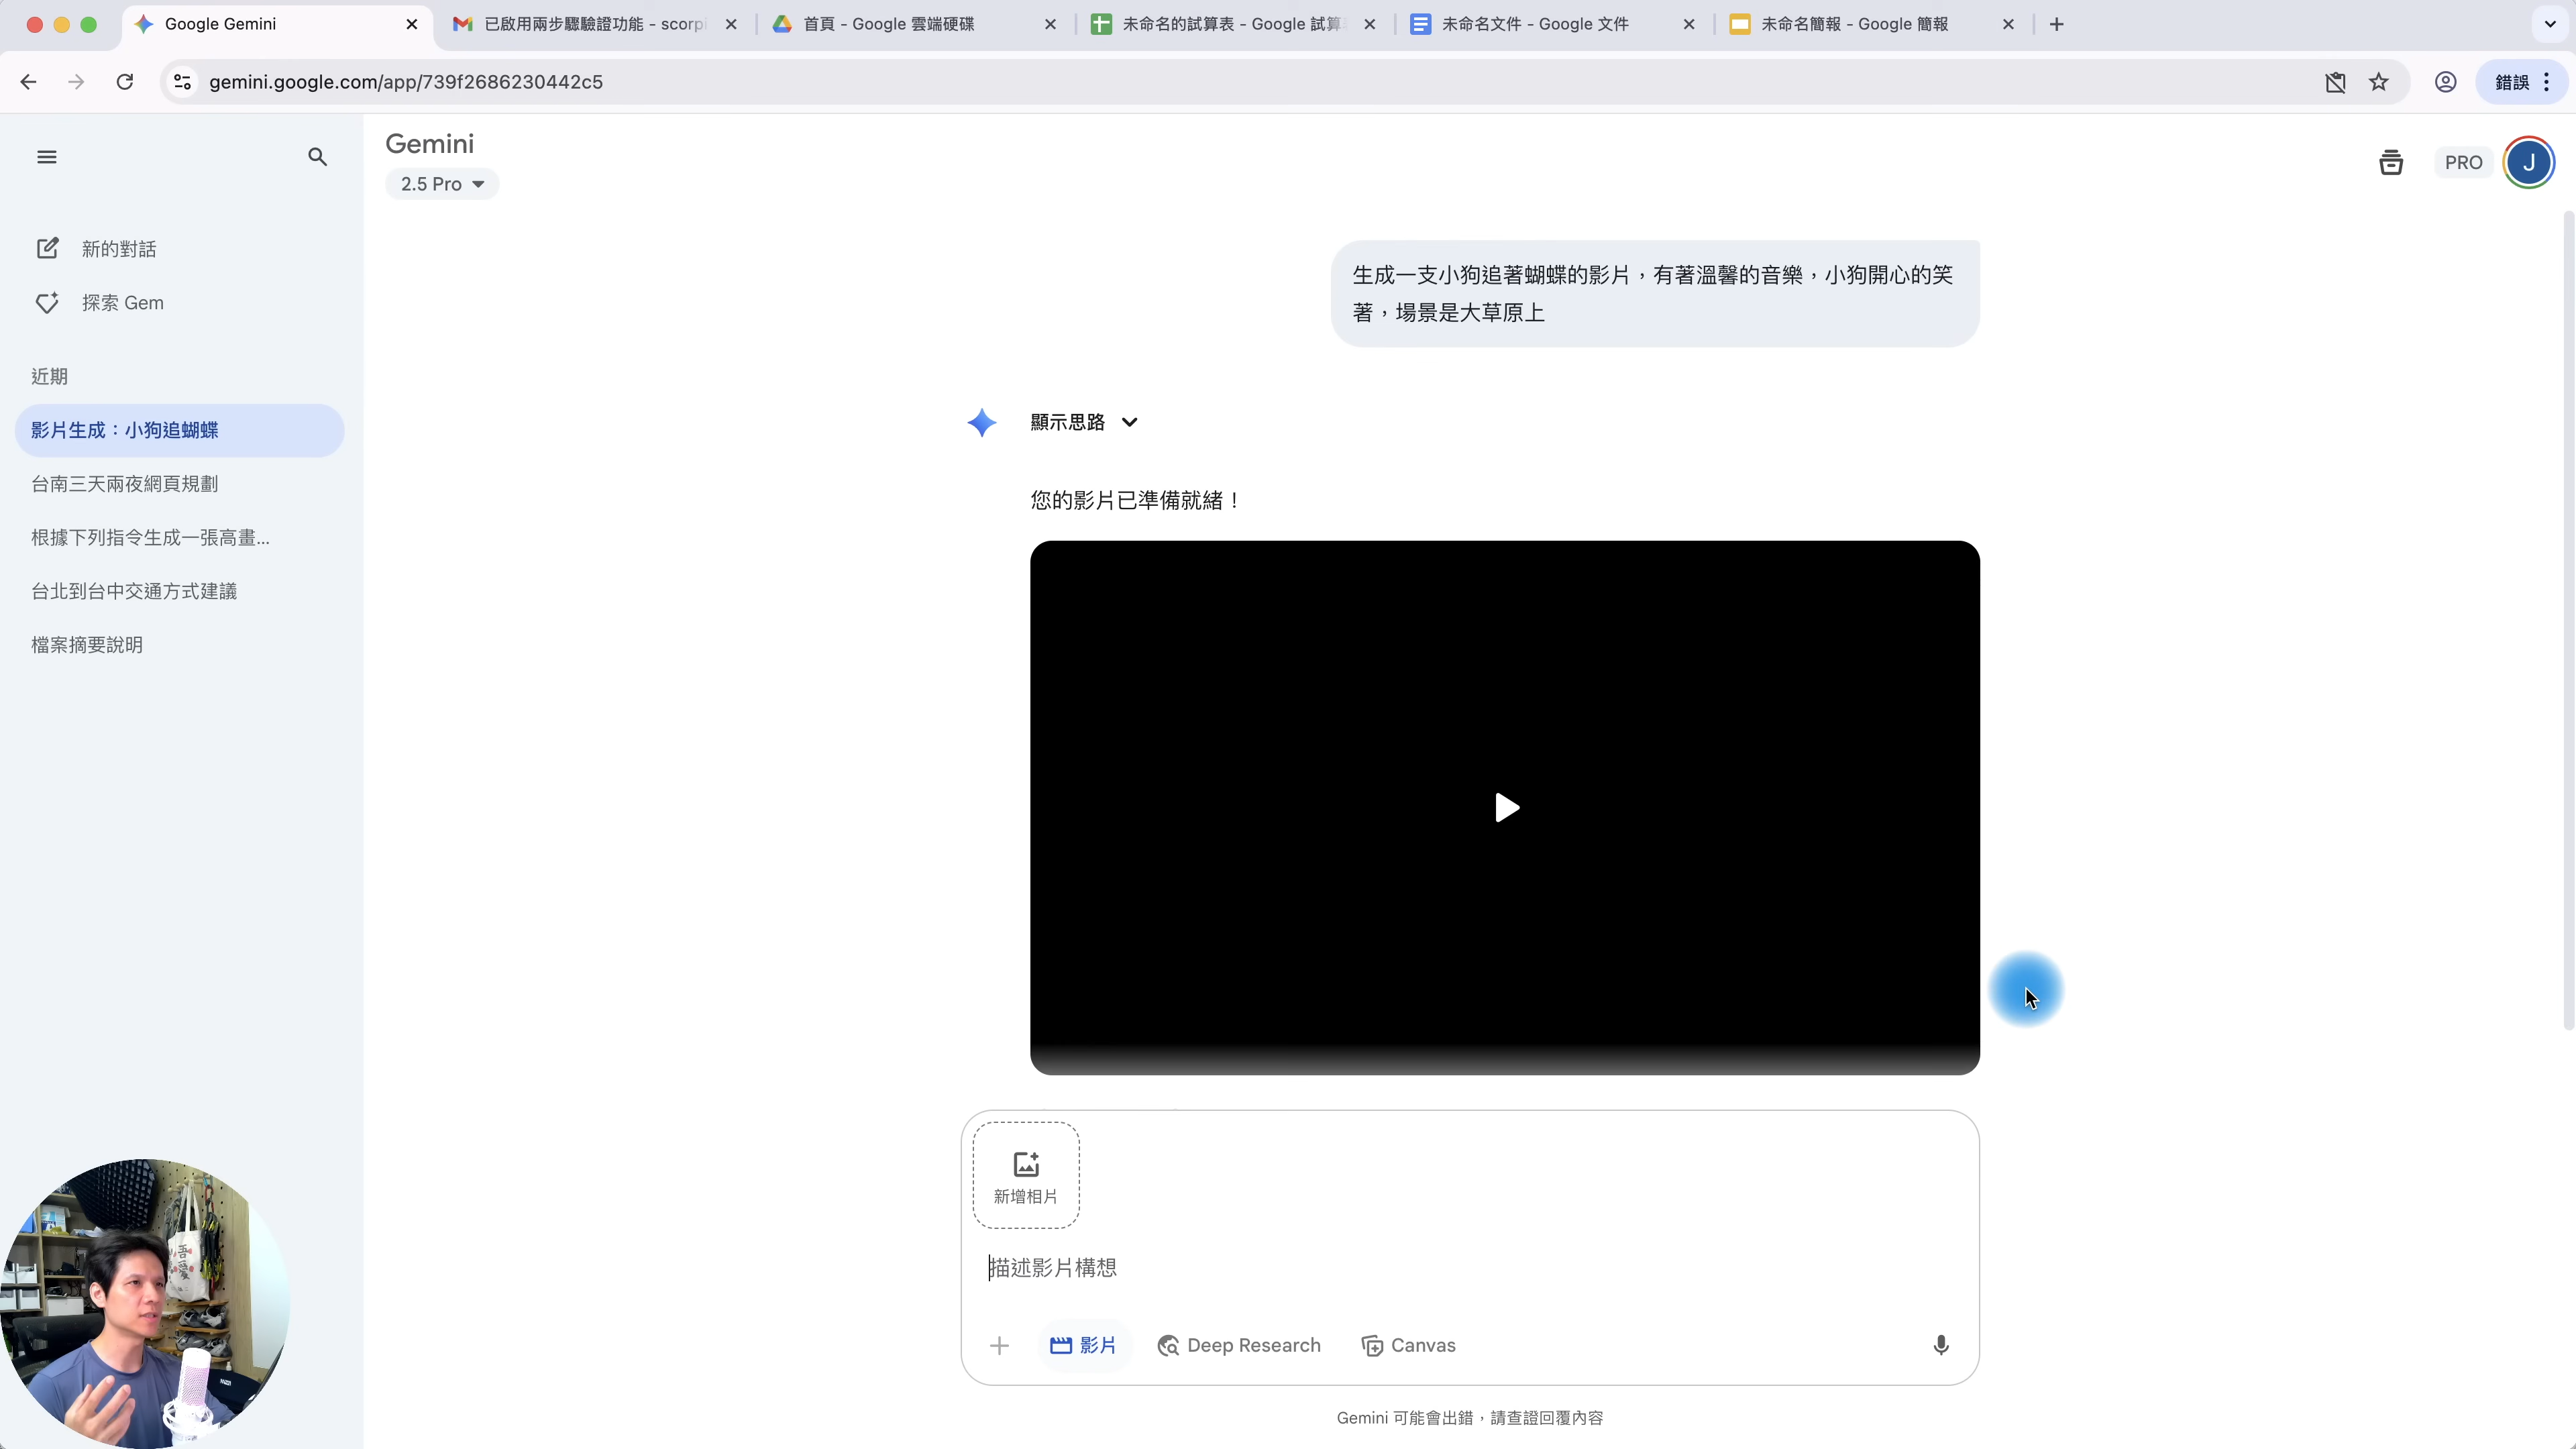 Google Gemini
已啟用兩步驟驗證功能 - scorpi
首頁 - Google 雲端硬碟
未命名的試算表 - Google 試算
未命名文件 - Google 文件
未命名簡報 - Google 簡報
gemini.google.com/app/739f2686230442c5
錯誤
Gemini
2.5 Pro
PRO
J
新的對話
探索 Gem
近期
影片生成：小狗追蝴蝶
台南三天兩夜網頁規劃
根據下列指令生成一張高畫...
台北到台中交通方式建議
檔案摘要說明
生成一支小狗追著蝴蝶的影片，有著溫馨的音樂，小狗開心的笑
著，場景是大草原上
顯示思路
您的影片已準備就緒！
新增相片
描述影片構想
影片
Deep Research
Canvas
Gemini 可能會出錯，請查證回覆內容